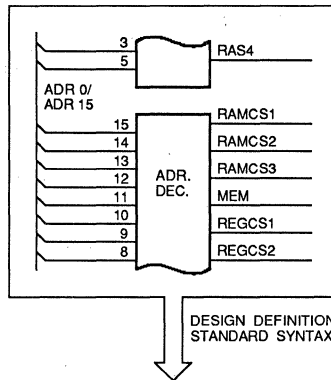 3
5
RAS4
ADR 0/
ADR 15
15
14
13
12
11
10
9
8
ADR.
DEC.
RAMCS1
RAMCS2
RAMCS3
MEM
REGCS1
REGCS2
DESIGN DEFINITION
STANDARD SYNTAX